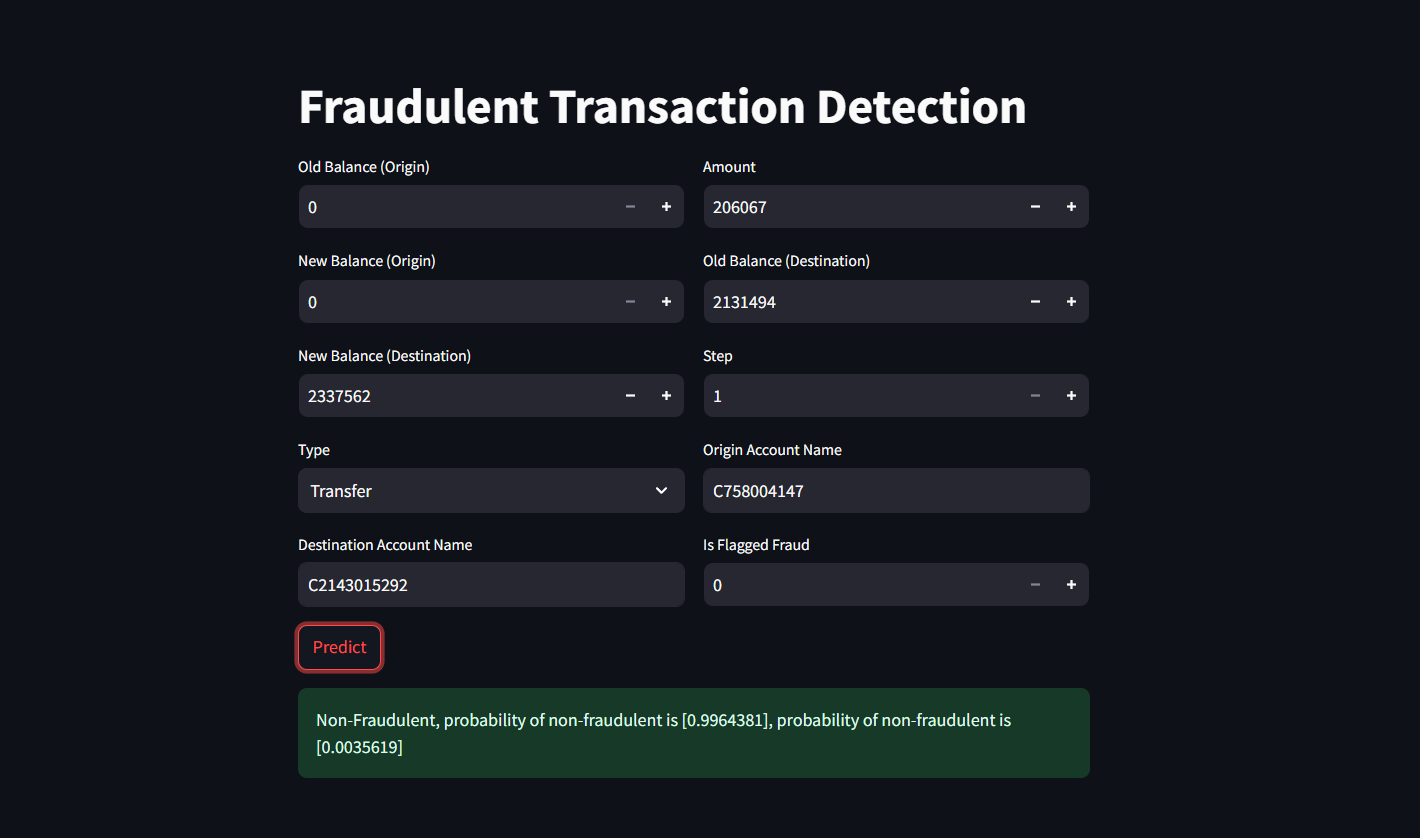 Fraudulent Transaction Detection
Old Balance (Origin)
0
Amount
206067
New Balance (Origin)
0
Old Balance (Destination)
2131494
New Balance (Destination)
2337562
Step
1
Type
Transfer
Origin Account Name
C758004147
Destination Account Name
C2143015292
Is Flagged Fraud
0
Predict
Non-Fraudulent, probability of non-fraudulent is [0.9964381], probability of non-fraudulent is
[0.0035619]